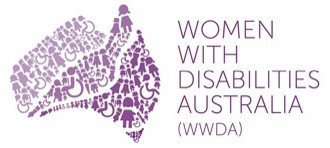 WOMEN
WITH
DISABILITIES
AUSTRALIA
(WWDA)